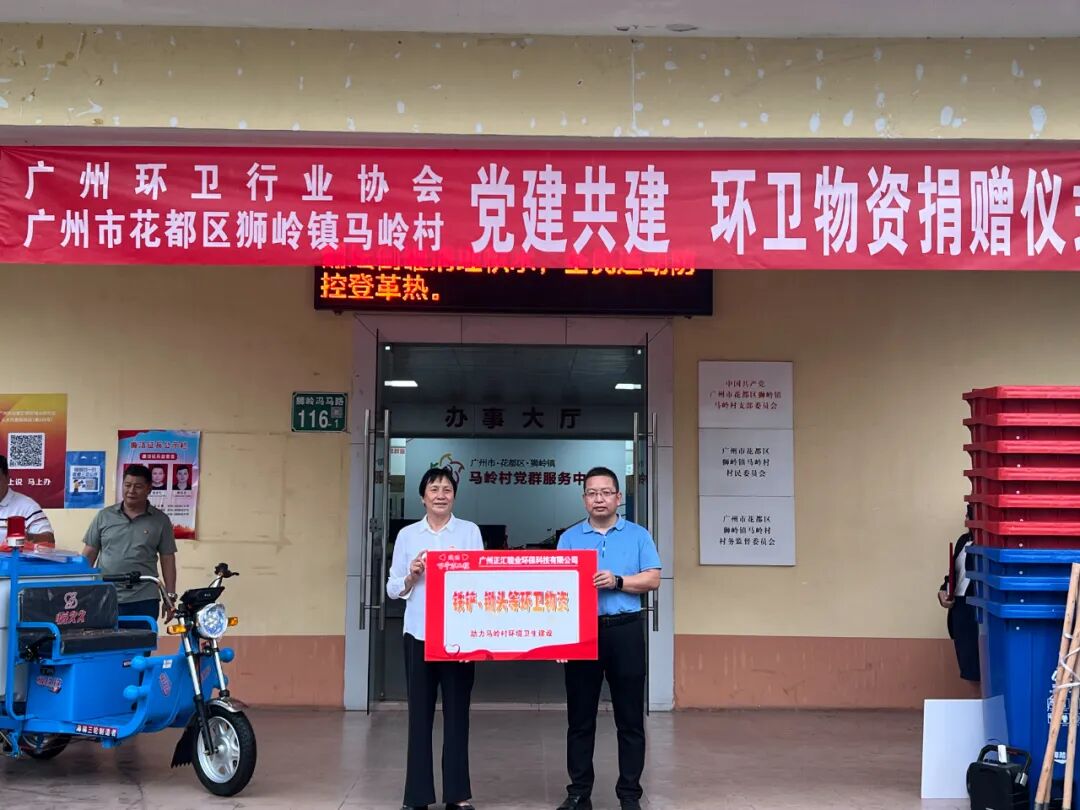 广州环卫行业协会
广州市花都区狮岭镇马岭村
党建共建 环卫物资捐赠仪式
控登革热。
狮岭冯马路
116-1
办事大厅
广州市·花都区·狮岭镇
马岭村党群服务中
中国共产党
广州市花都区狮岭镇
马岭村支部委员会
广州市花都区
狮岭镇马岭村
村民委员会
广州市花都区
狮岭镇马岭村
村务监督委员会
马上说 马上办
广州正汇建业环保科技有限公司
铁铲、锄头等环卫物资
助力马岭村环境卫生建设